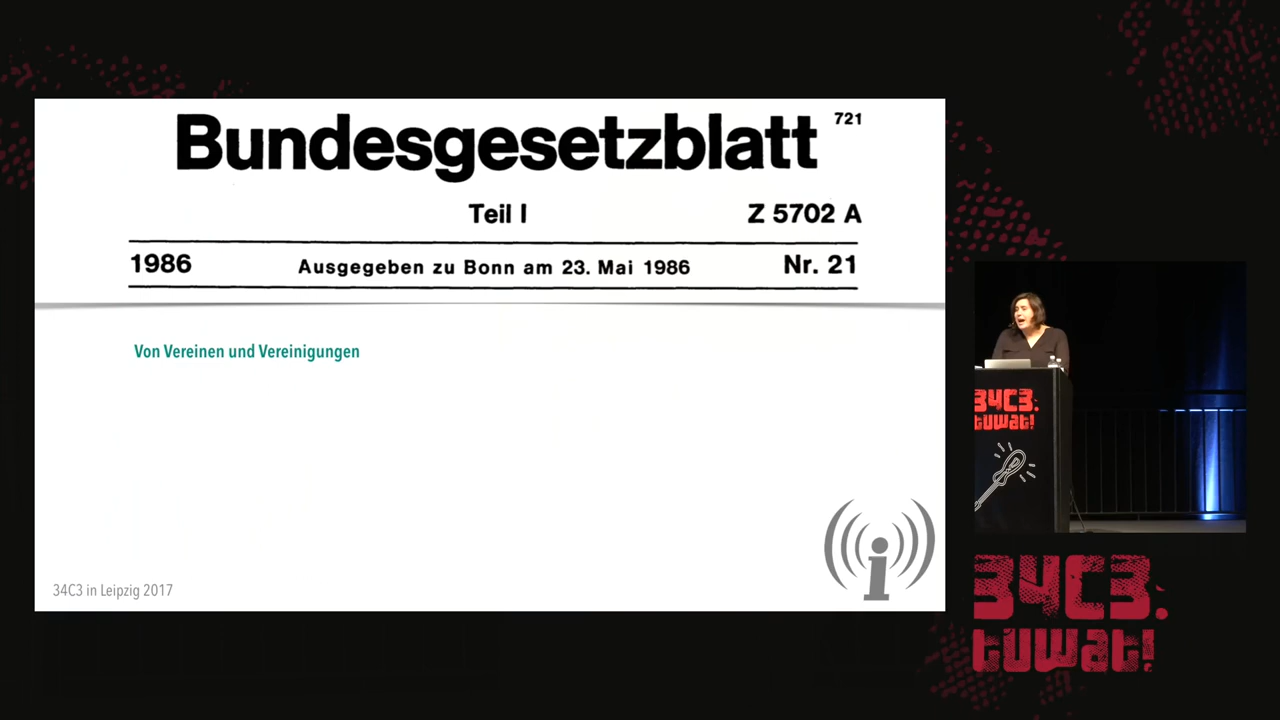 Bundesgesetzblatt
721
Teil I
Z 5702 A
1986
Ausgegeben zu Bonn am 23. Mai 1986
Nr. 21
Von Vereinen und Vereinigungen
34C3 in Leipzig 2017
34C3.
tuwat!
34C3.
tuwat!